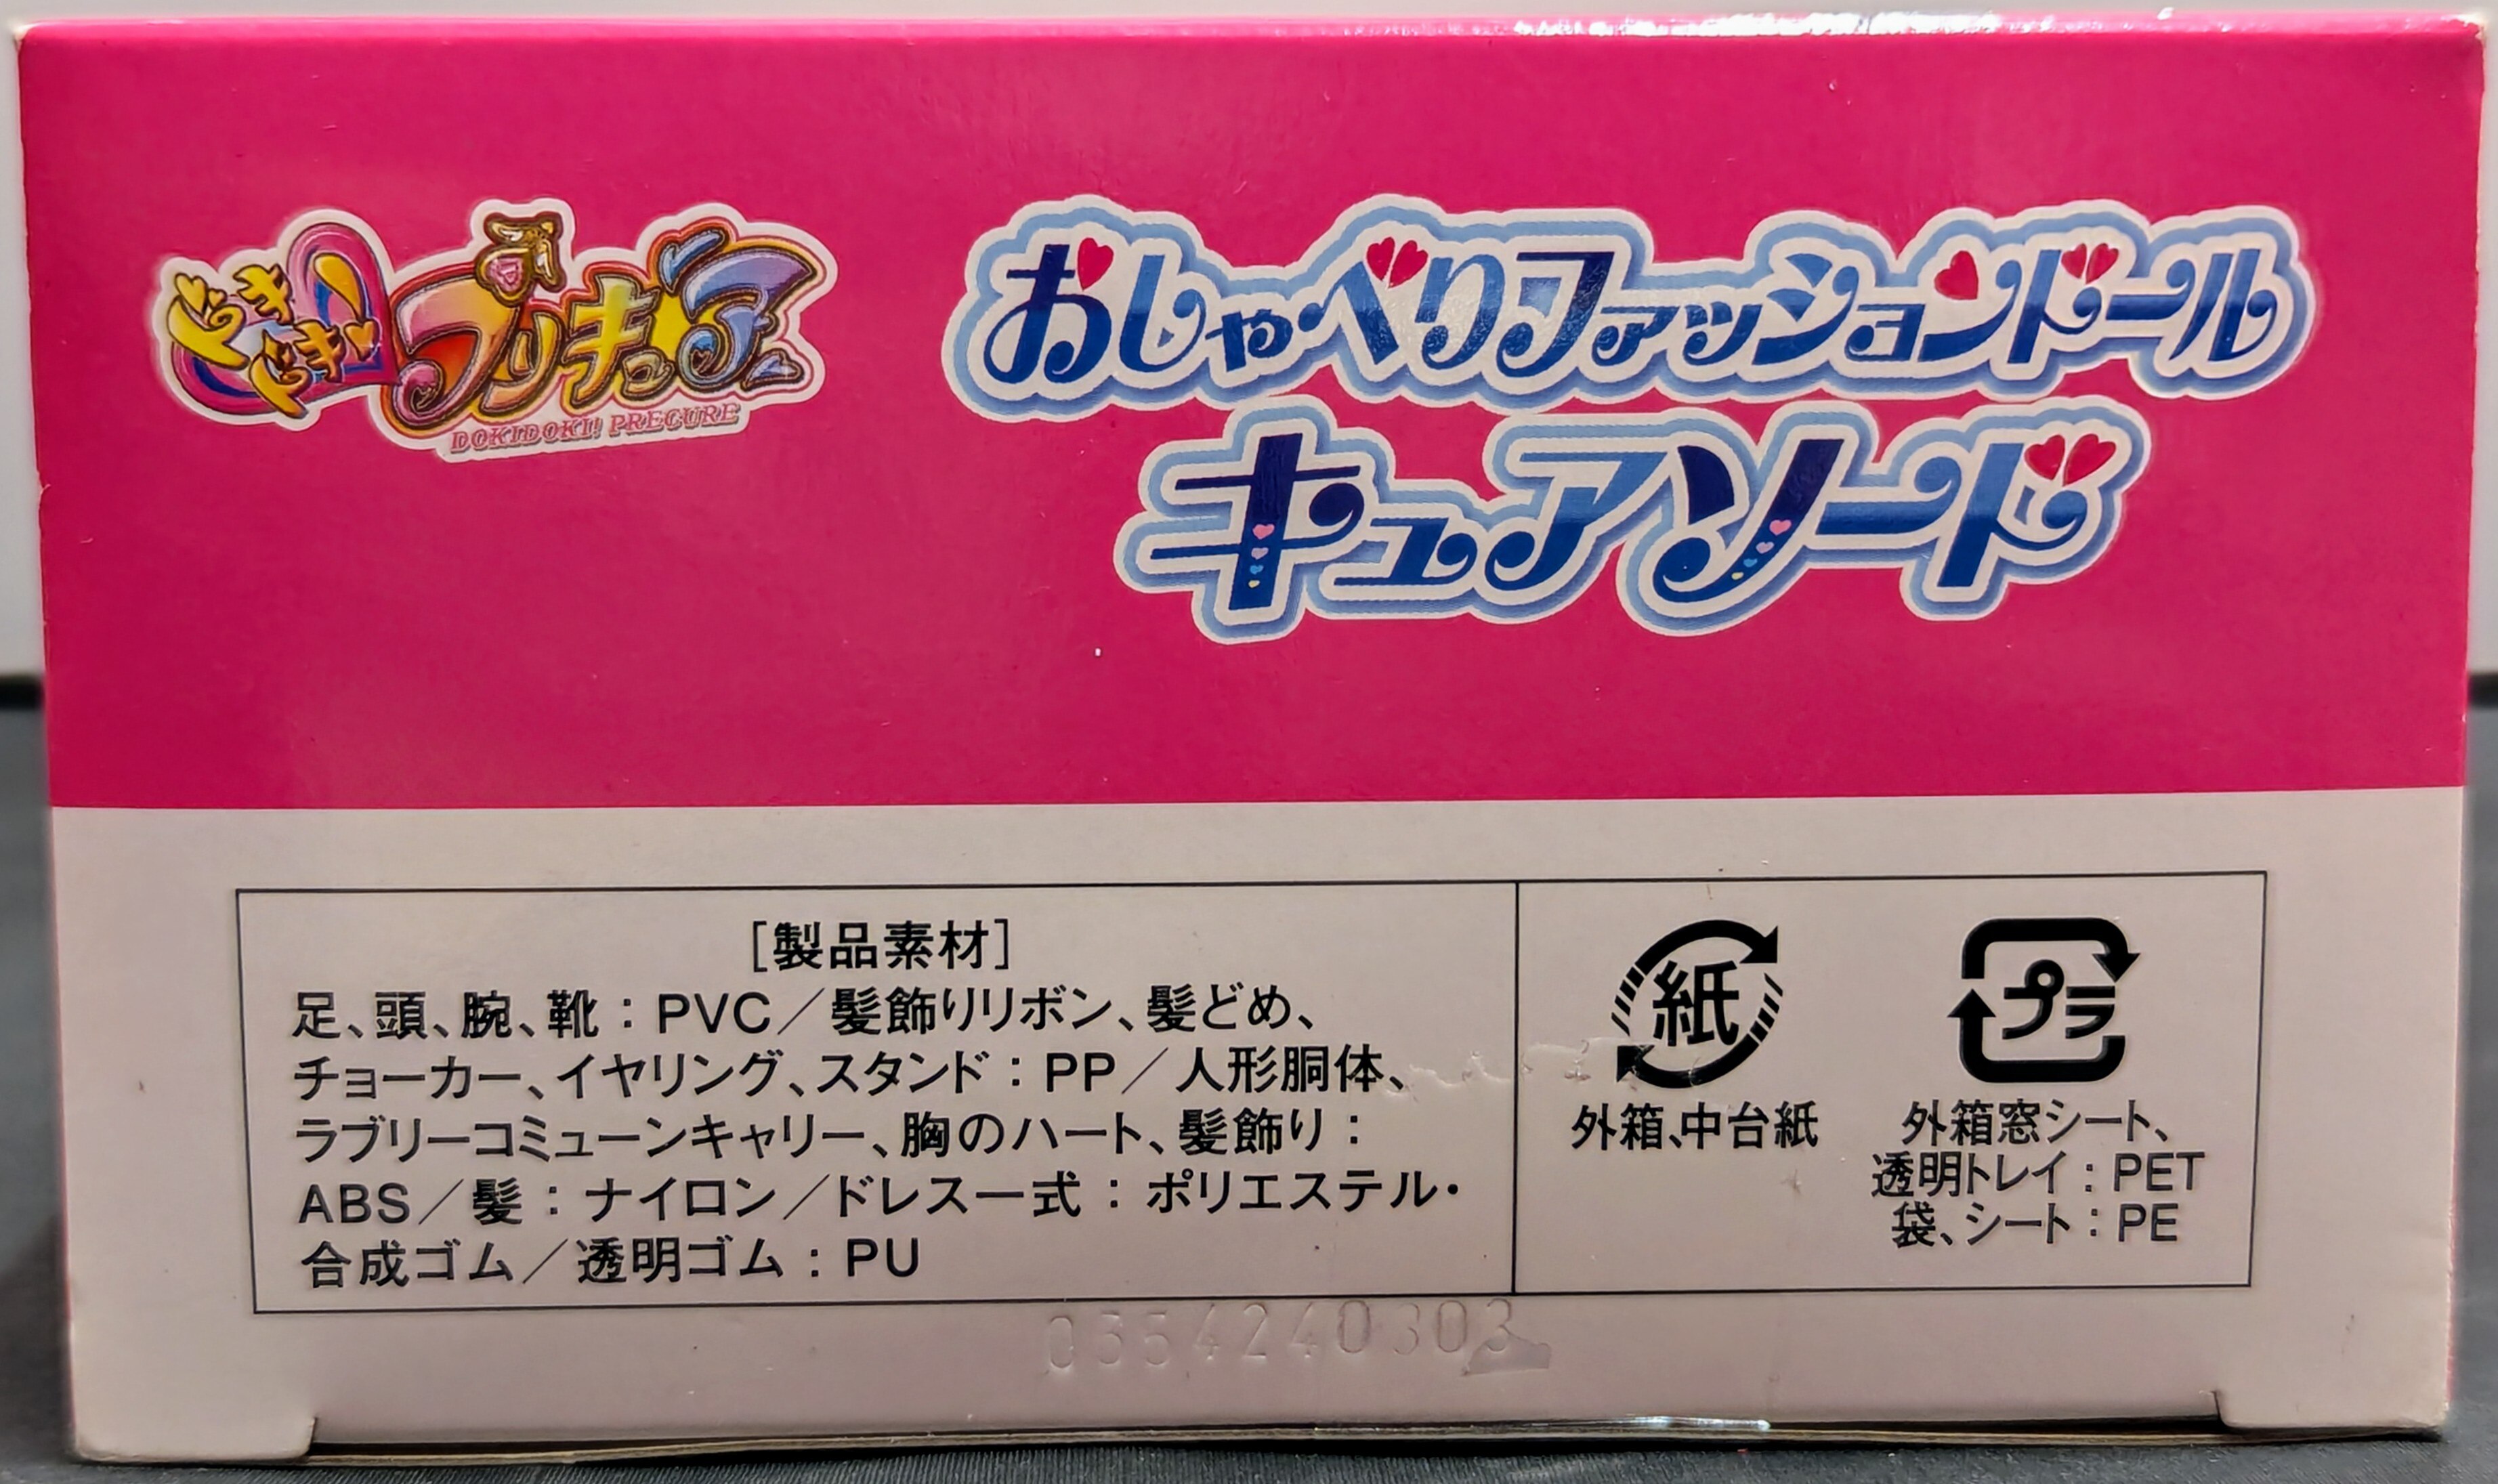 ドキドキ!
プリキュア
DOKIDOKI! PRECURE
おしゃべりファッションドール
キュアソード
[製品素材]
足、頭、腕、靴：PVC／髪飾りリボン、髪どめ、
チョーカー、イヤリング、スタンド：PP／人形胴体、
ラブリーコミューンキャリー、胸のハート、髪飾り：
ABS／髪：ナイロン／ドレス一式：ポリエステル・
合成ゴム／透明ゴム：PU
紙
外箱、中台紙
プラ
外箱窓シート、
透明トレイ：PET
袋、シート：PE